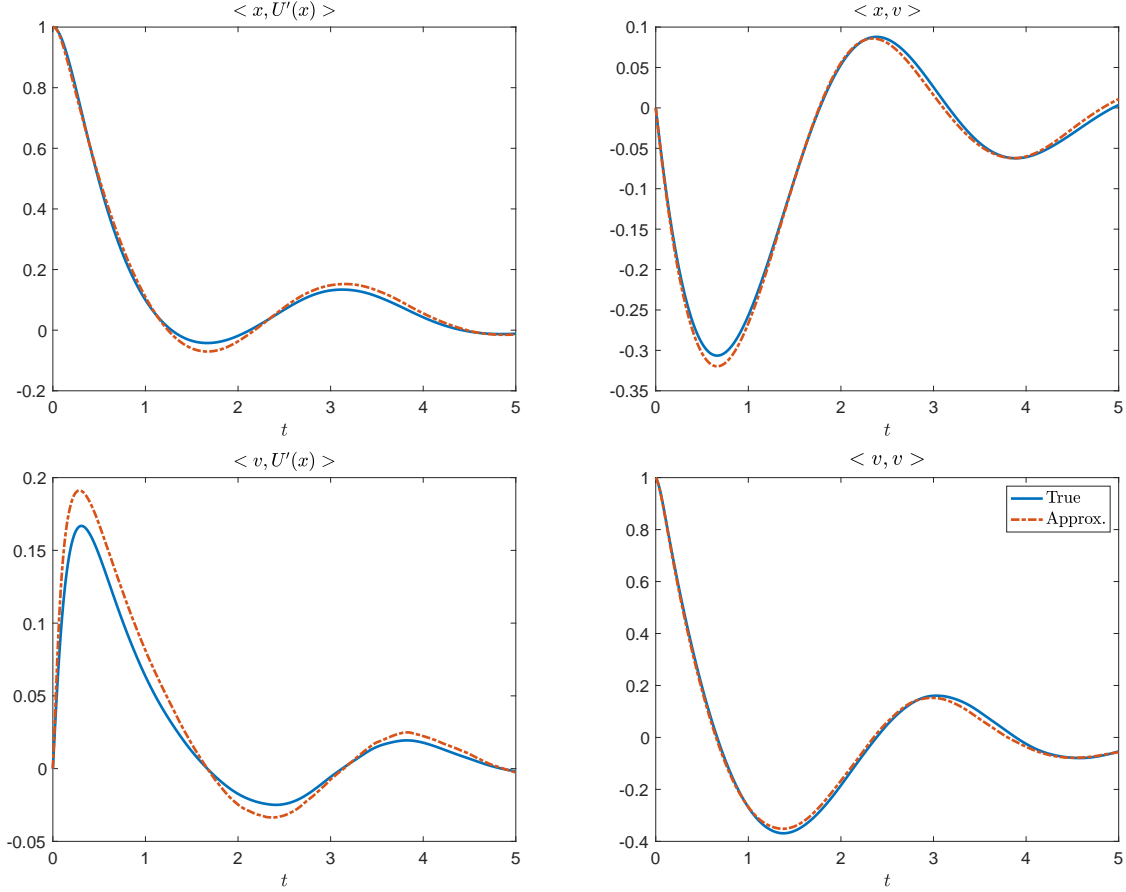 < x, U′(x) >
1
0.8
0.6
0.4
0.2
0
-0.2
0 1 2 3 4 5
t
< x, v >
0.1
0.05
0
-0.05
-0.1
-0.15
-0.2
-0.25
-0.3
-0.35
0 1 2 3 4 5
t
< v, U′(x) >
0.2
0.15
0.1
0.05
0
-0.05
0 1 2 3 4 5
t
< v, v >
1
0.8
0.6
0.4
0.2
0
-0.2
-0.4
0 1 2 3 4 5
t
True
Approx.